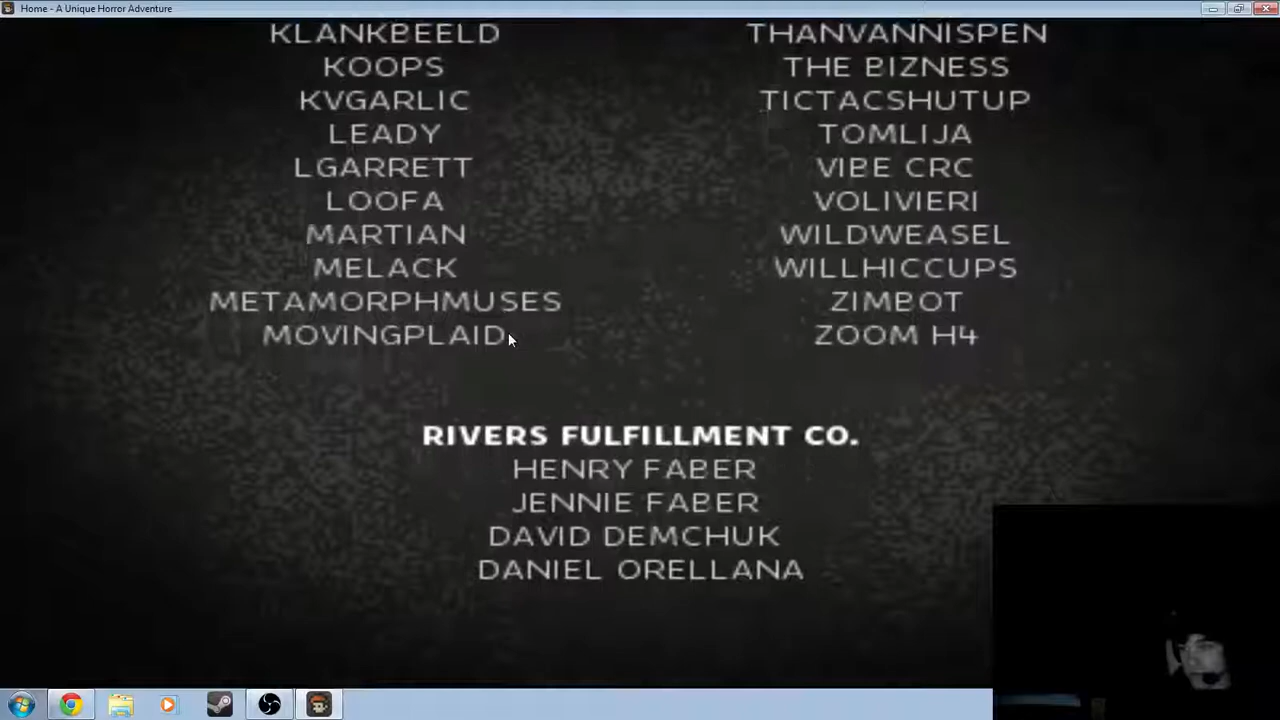 Home - A Unique Horror Adventure
KLANKBEELD
KOOPS
KVGARLIC
LEADY
LGARRETT
LOOFA
MARTIAN
MELACK
METAMORPHMUSES
MOVINGPLAID
THANVANNISPEN
THE BIZNESS
TICTACSHUTUP
TOMLIJA
VIBE CRC
VOLIVIERI
WILDWEASEL
WILLHICCUPS
ZIMBOT
ZOOM H4
RIVERS FULFILLMENT CO.
HENRY FABER
JENNIE FABER
DAVID DEMCHUK
DANIEL ORELLANA